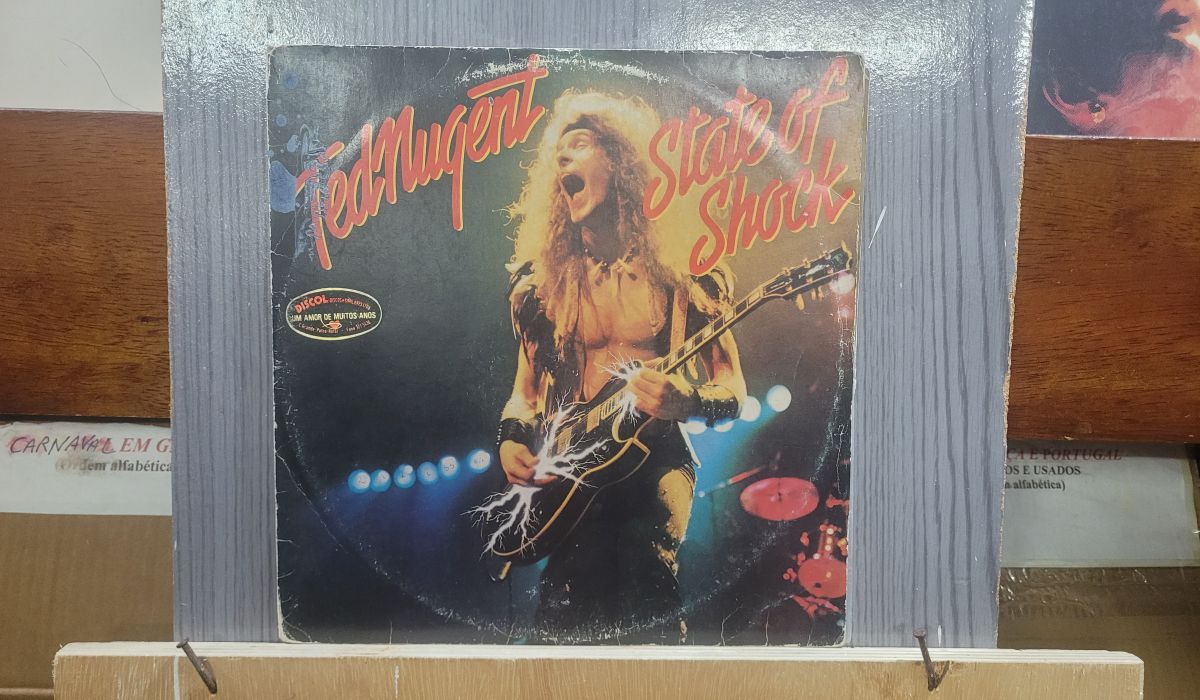 Ted Nugent
State of
Shock
DISCOL
UM AMOR DE MUITOS ANOS
CARNAVAL EM G
(Ordem alfabética
ÇA E PORTUGAL
OS E USADOS
m alfabética)